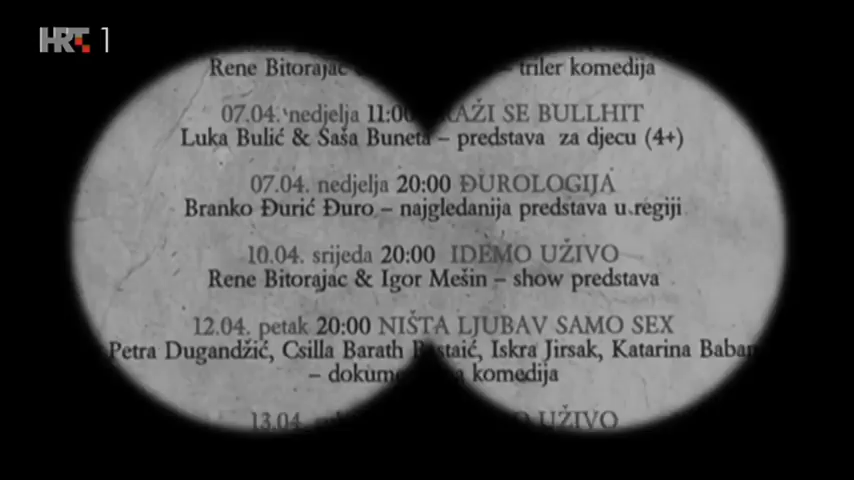 HRT 1
Rene Bitorajac – triler komedija
07.04. nedjelja 11:00 SE BULLHIT
Luka Bulić & Saša Buneta – predstava za djecu (4+)
07.04. nedjelja 20:00 ĐUROLOGIJA
Branko Đurić Đuro – najgledanija predstava u regiji
10.04. srijeda 20:00 IDEMO UŽIVO
Rene Bitorajac & Igor Mešin – show predstava
12.04. petak 20:00 NIŠTA LJUBAV SAMO SEX
Petra Dugandžić, Csilla Barath Iskra Jirsak, Katarina
– komedija
13.04. UŽIVO